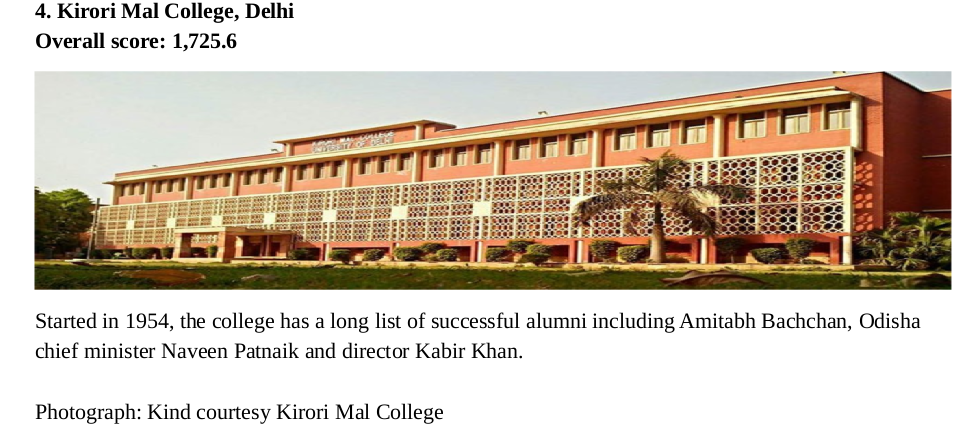 4. Kirori Mal College, Delhi
Overall score: 1,725.6
Started in 1954, the college has a long list of successful alumni including Amitabh Bachchan, Odisha
chief minister Naveen Patnaik and director Kabir Khan.
Photograph: Kind courtesy Kirori Mal College